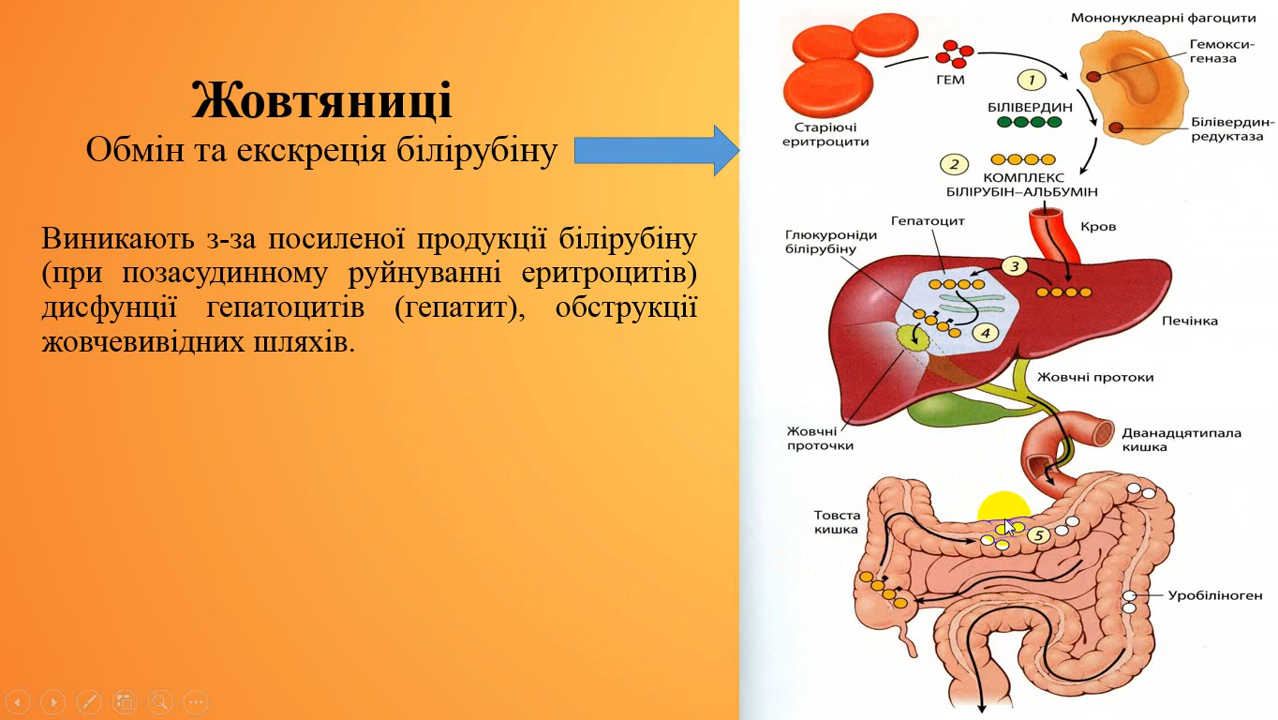 Жовтяниці
Обмін та екскреція білірубіну
Виникають з-за посиленої продукції білірубіну
(при позасудинному руйнуванні еритроцитів)
дисфунції гепатоцитів (гепатит), обструкції
жовчевивідних шляхів.
Мононуклеарні фагоцити
Гемокси-
геназа
ГЕМ
1
БІЛІВЕРДИН
Старіючі
еритроцити
Білівердин-
редуктаза
2
КОМПЛЕКС
БІЛІРУБІН–АЛЬБУМІН
Гепатоцит
Кров
Глюкуроніди
білірубіну
3
4
Печінка
Жовчні протоки
Жовчні
проточки
Дванадцятипала
кишка
Товста
кишка
5
Уробіліноген